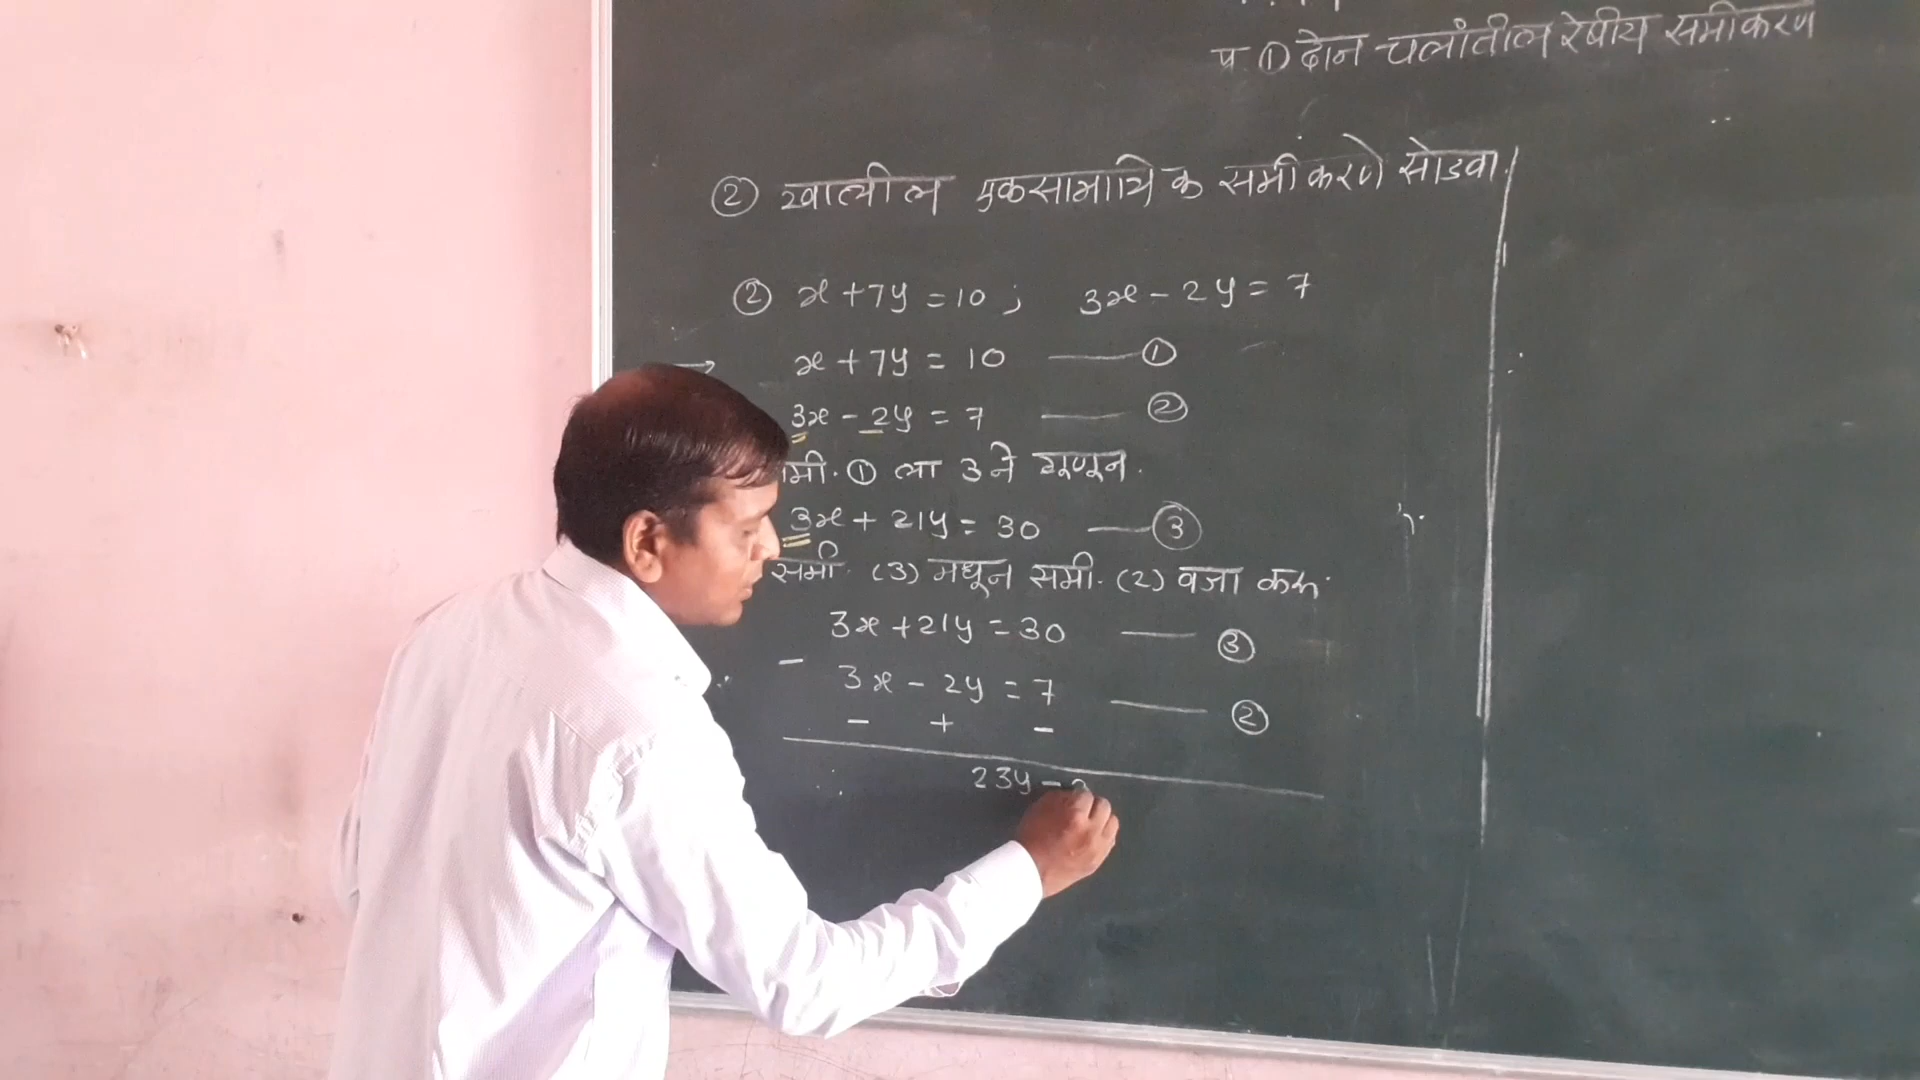 प्र. ① दोन चलांतील रेषीय समीकरण
② खालील एकसामायिक समीकरणे सोडवा.
② x + 7y = 10 ; 3x - 2y = 7
→ x + 7y = 10 —— ①
3x - 2y = 7 —— ②
मी. ① ला 3 ने गुणून.
3x + 21y = 30 —— ③
समी. (3) मधून समी. (2) वजा करू.
3x + 21y = 30 —— ③
- 3x - 2y = 7 —— ②
- + -
23y =